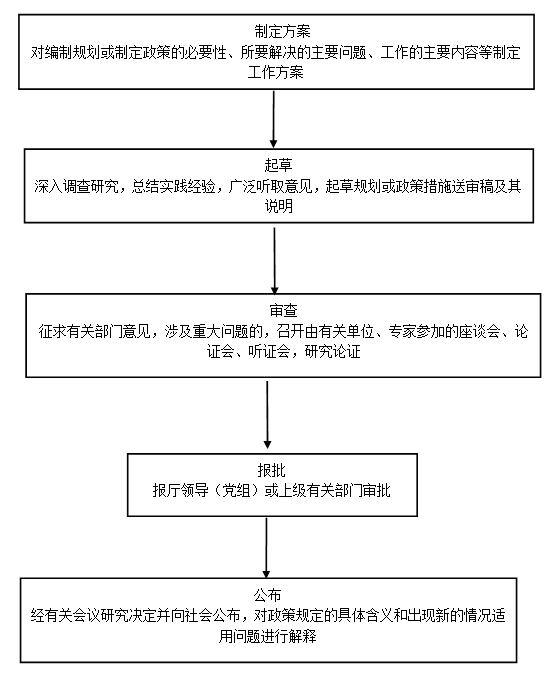 制定方案
对编制规划或制定政策的必要性、所要解决的主要问题、工作的主要内容等制定
工作方案
起草
深入调查研究，总结实践经验，广泛听取意见，起草规划或政策措施送审稿及其
说明
审查
征求有关部门意见，涉及重大问题的，召开由有关单位、专家参加的座谈会、论
证会、听证会，研究论证
报批
报厅领导（党组）或上级有关部门审批
公布
经有关会议研究决定并向社会公布，对政策规定的具体含义和出现新的情况适
用问题进行解释